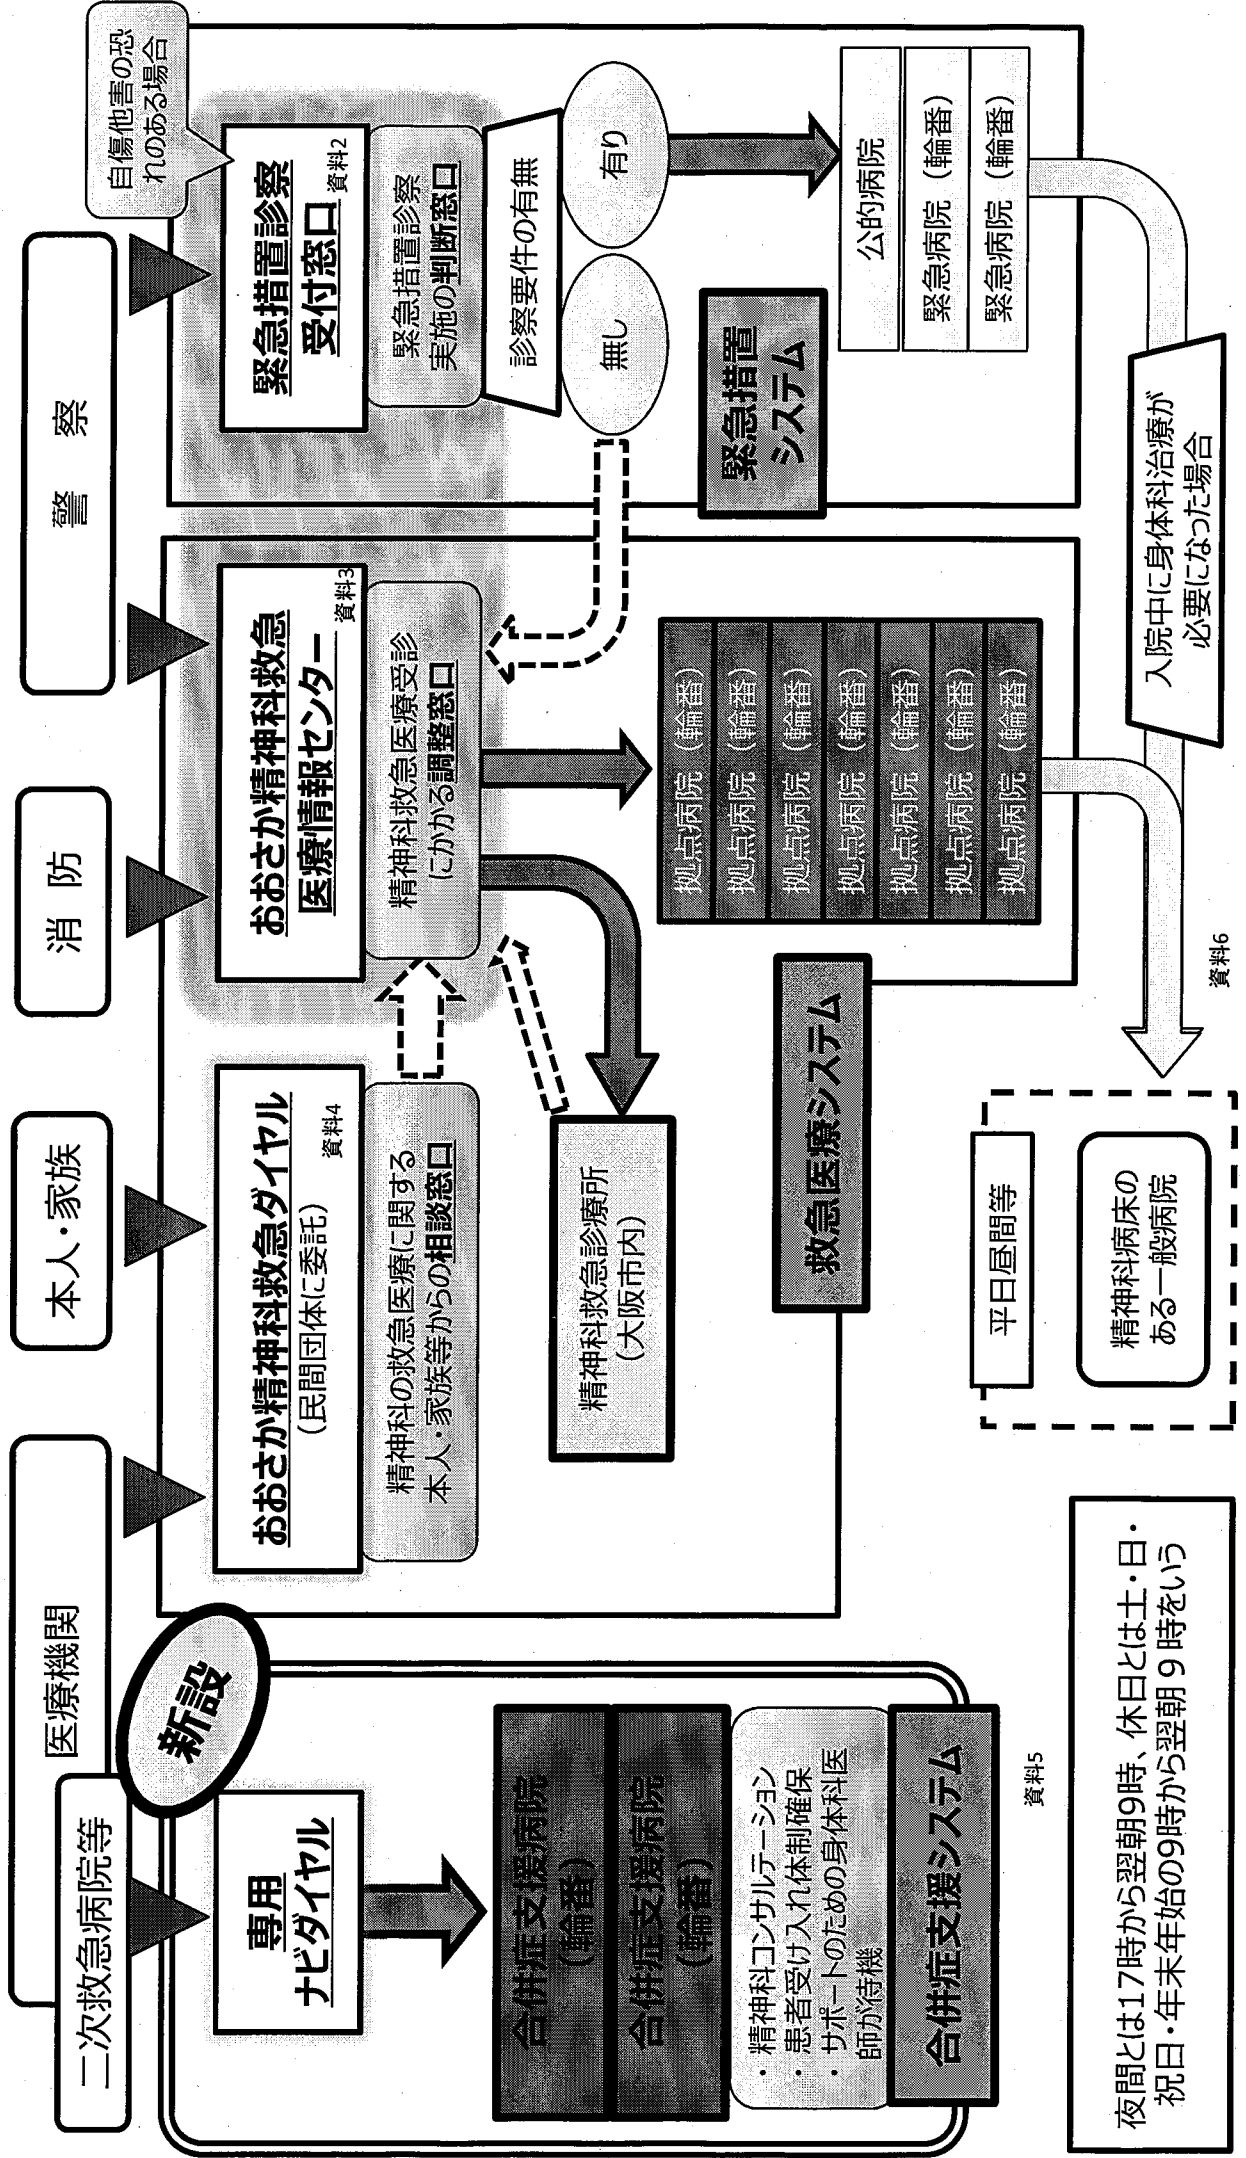 医療機関
二次救急病院等
本人・家族
消 防
警 察
自傷他害の恐
れのある場合
新設
専用
ナビダイヤル
合併症支援病院
（輪番）
合併症支援病院
（輪番）
・ 精神科コンサルテーション
・ 患者受け入れ体制確保
・ サポートのための身体科医
師が待機
合併症支援システム
資料5
おおさか精神科救急ダイヤル
（民間団体に委託）
資料4
精神科の救急医療に関する
本人・家族等からの相談窓口
精神科救急診療所
（大阪市内）
救急医療システム
おおさか精神科救急
医療情報センター
資料3
精神科救急医療受診
にかかる調整窓口
拠点病院（輪番）
拠点病院（輪番）
拠点病院（輪番）
拠点病院（輪番）
拠点病院（輪番）
拠点病院（輪番）
拠点病院（輪番）
緊急措置診察
受付窓口
資料2
緊急措置診察
実施の判断窓口
診察要件の有無
無し
有り
緊急措置
システム
公的病院
緊急病院（輪番）
緊急病院（輪番）
入院中に身体科治療が
必要になった場合
資料6
平日昼間等
精神科病床の
ある一般病院
夜間とは17時から翌朝9時、休日とは土・日・
祝日・年末年始の9時から翌朝９時をいう